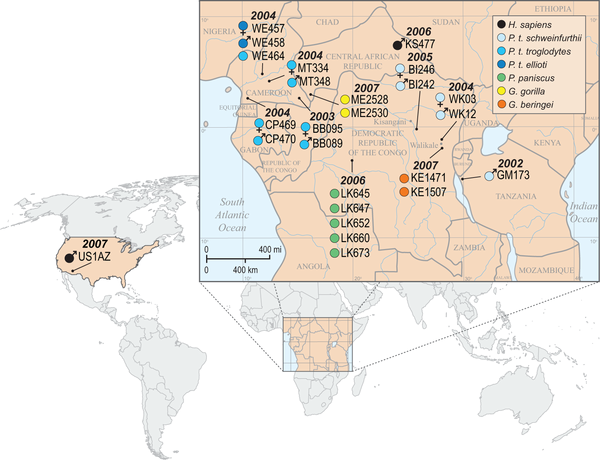 2004
WE457
WE458
WE464
NIGERIA
CHAD
SUDAN
ETHIOPIA
2006
KS477
CENTRAL AFRICAN
REPUBLIC
2004
MT334
MT348
CAMEROON
2005
BI246
BI242
2004
WK03
WK12
2007
ME2528
ME2530
EQUITORIAL
GUINEA
2004
CP469
CP470
GABON
2003
BB095
BB089
REPUBLIC OF
THE CONGO
Kisangani
DEMOCRATIC
REPUBLIC
OF THE CONGO
Walikale
UGANDA
KENYA
2007
KE1471
KE1507
2002
GM173
TANZANIA
2006
LK645
LK647
LK652
LK660
LK673
South
Atlantic
Ocean
Indian
Ocean
ANGOLA
ZAMBIA
MOZAMBIQUE
0
400 mi
0
400 km
H. sapiens
P. t. schweinfurthii
P. t. troglodytes
P. t. ellioti
P. paniscus
G. gorilla
G. beringei
2007
US1AZ